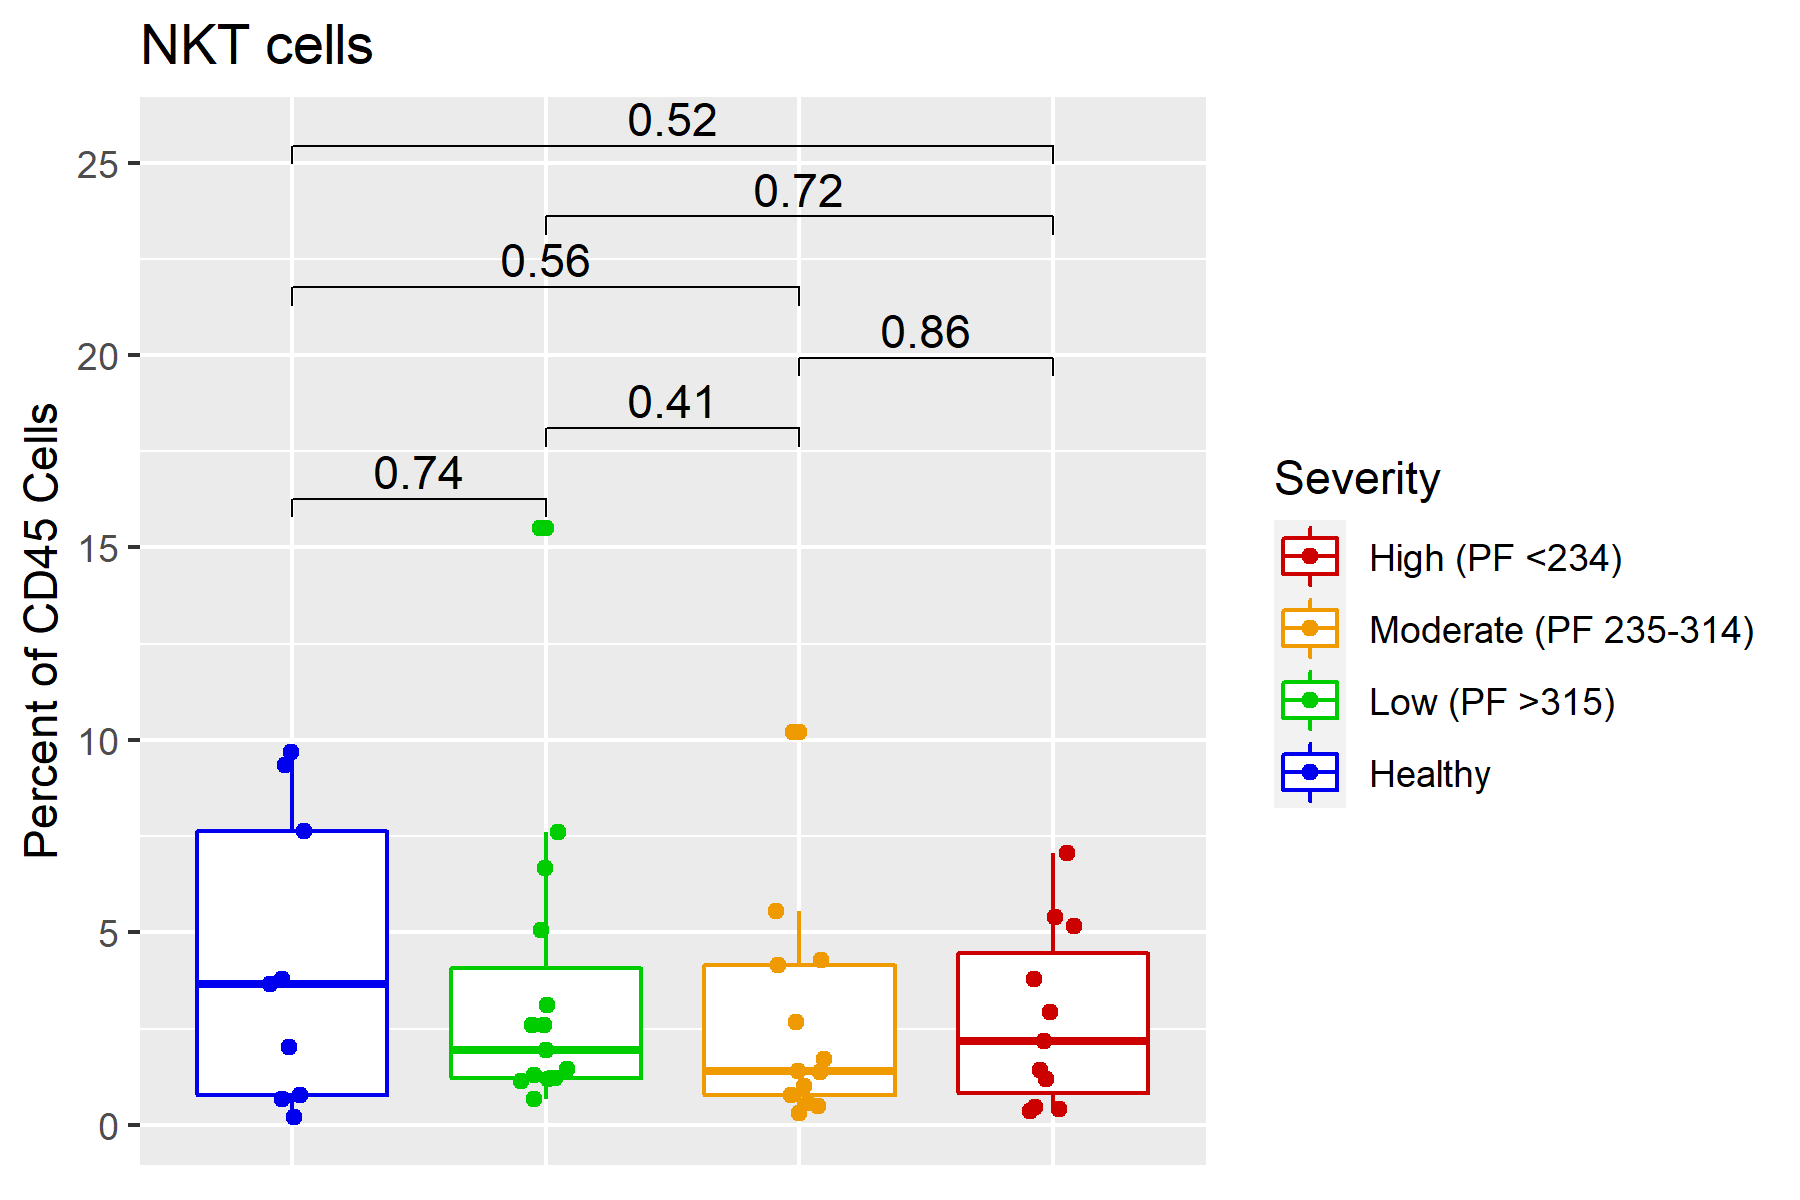 NKT cells
0.52
0.72
0.56
0.86
0.41
0.74
25
20
15
10
5
0
Percent of CD45 Cells
Severity
High (PF <234)
Moderate (PF 235-314)
Low (PF >315)
Healthy